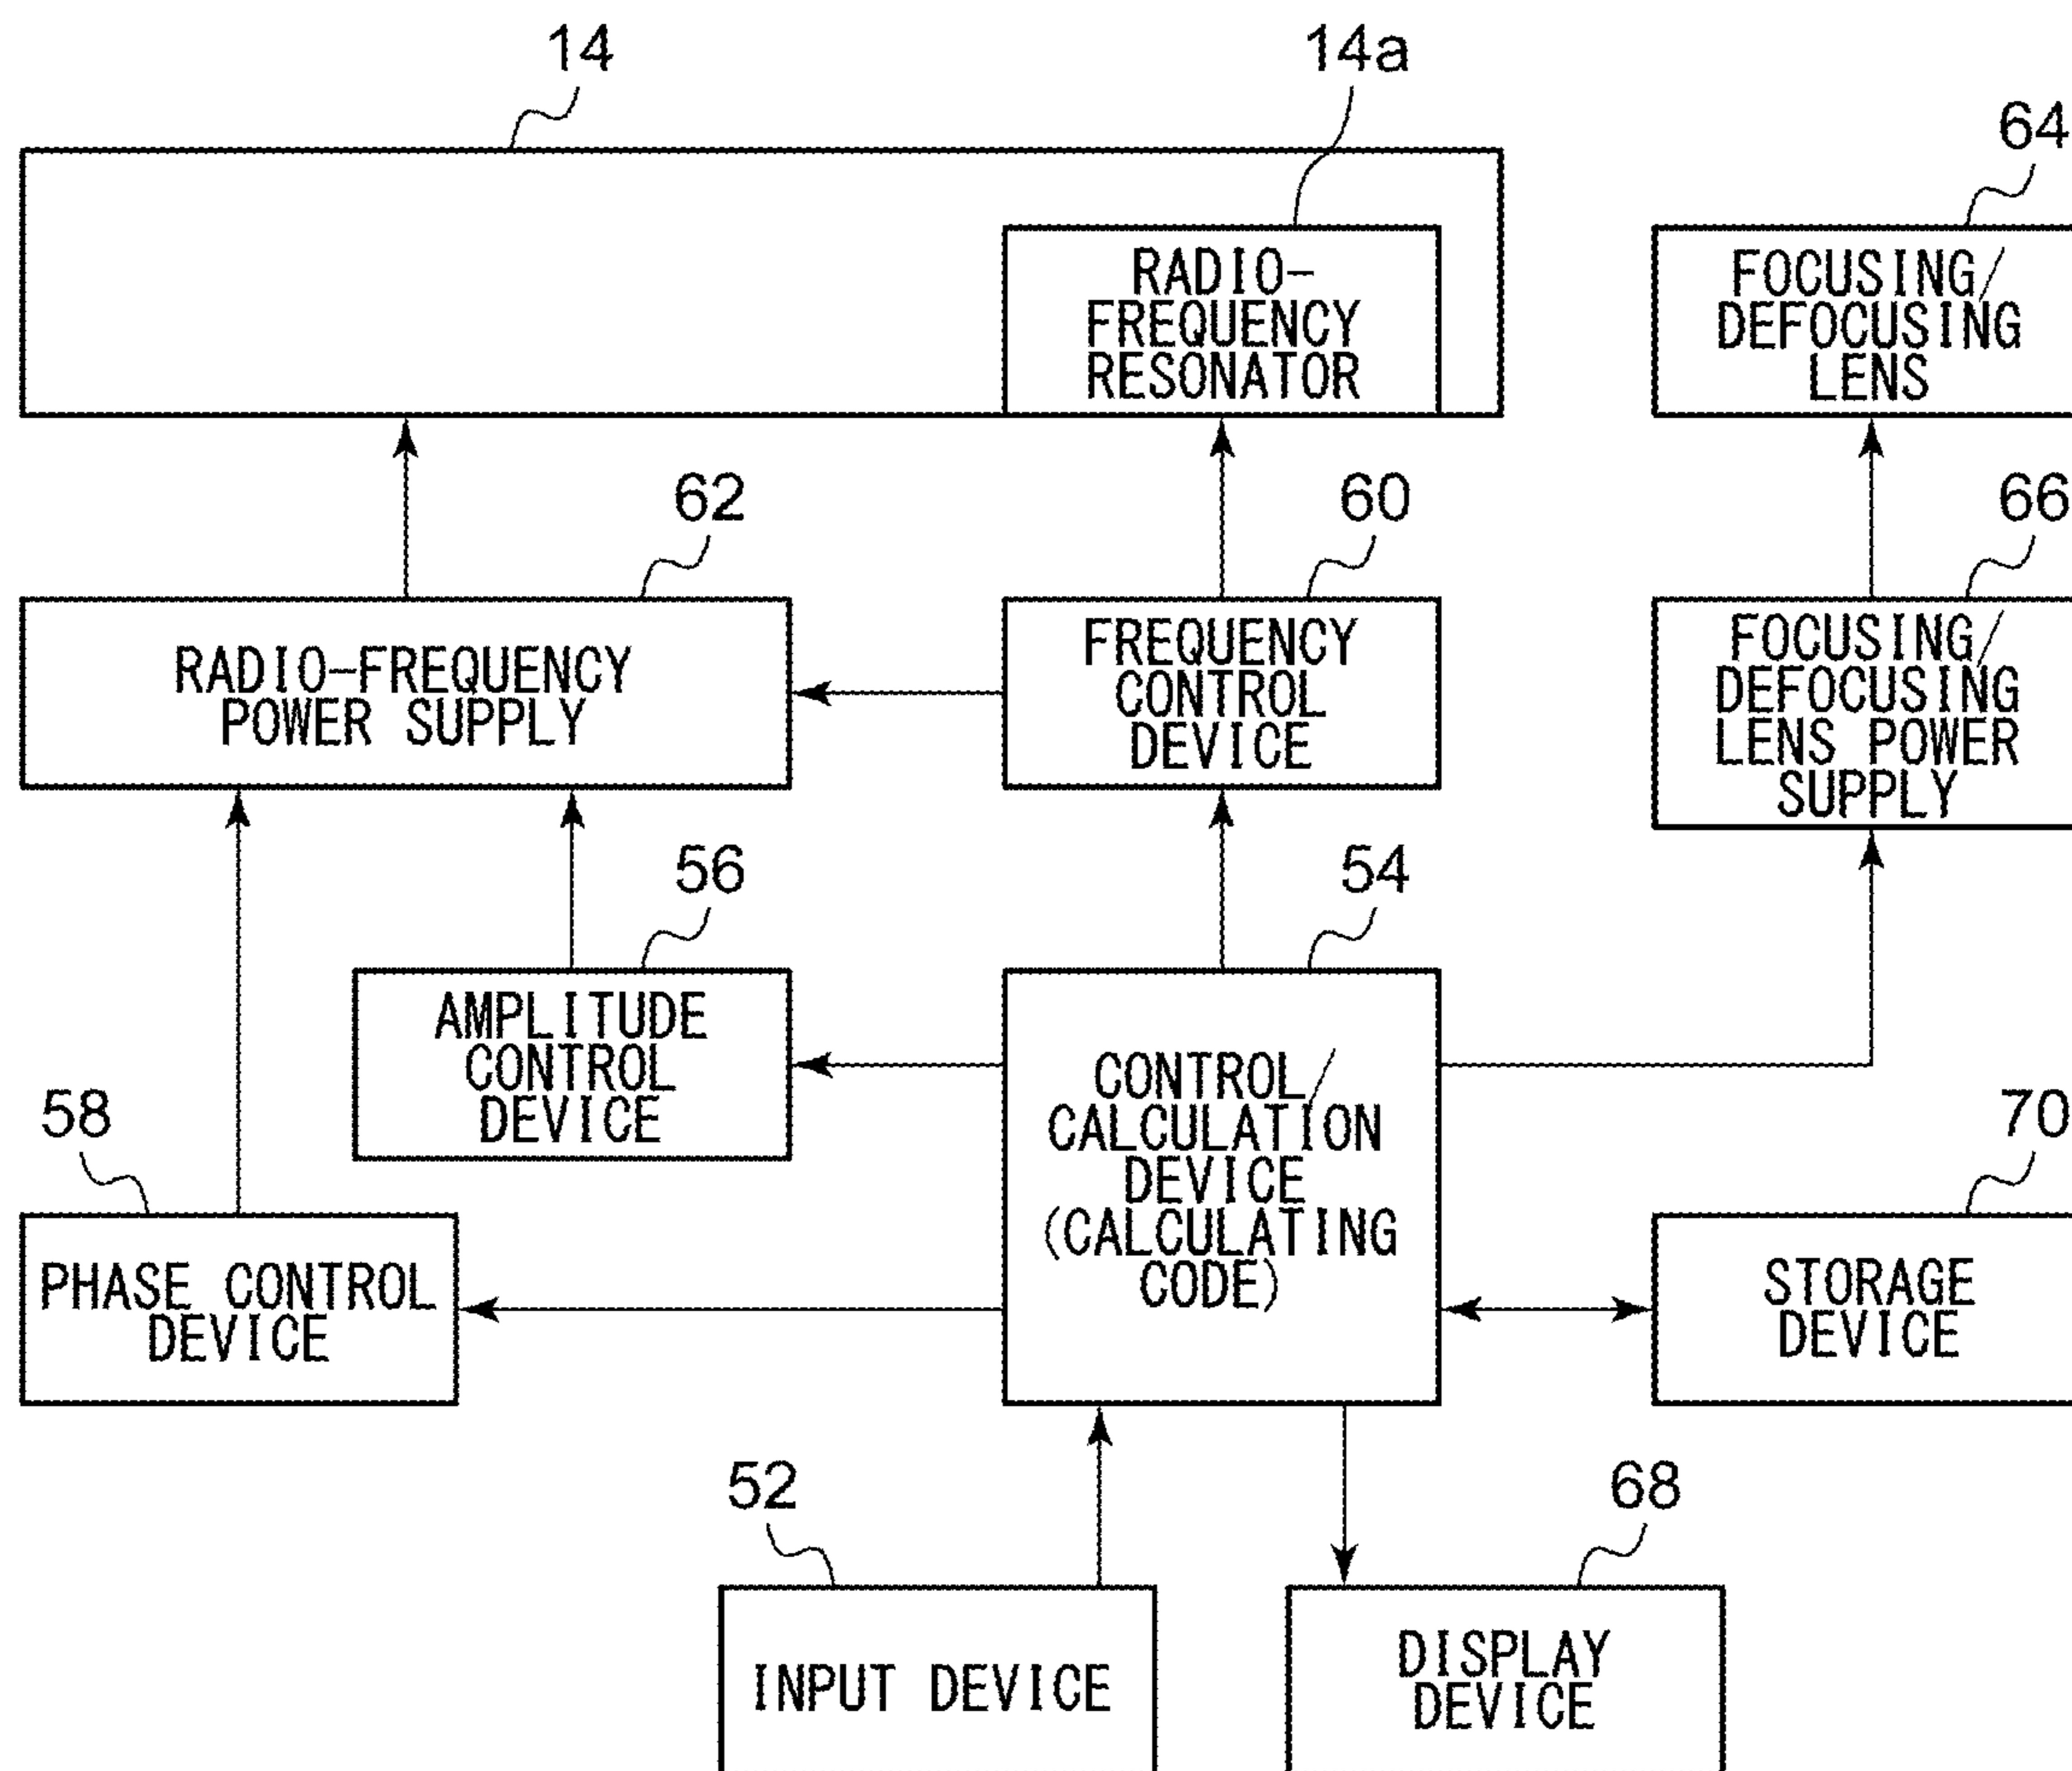 14
14a
64
RADIO-
FREQUENCY
RESONATOR
FOCUSING/
DEFOCUSING
LENS
62
60
66
RADIO-FREQUENCY
POWER SUPPLY
FREQUENCY
CONTROL
DEVICE
FOCUSING/
DEFOCUSING
LENS POWER
SUPPLY
56
54
AMPLITUDE
CONTROL
DEVICE
CONTROL/
CALCULATION
DEVICE
(CALCULATING
CODE)
58
70
PHASE CONTROL
DEVICE
STORAGE
DEVICE
52
68
INPUT DEVICE
DISPLAY
DEVICE